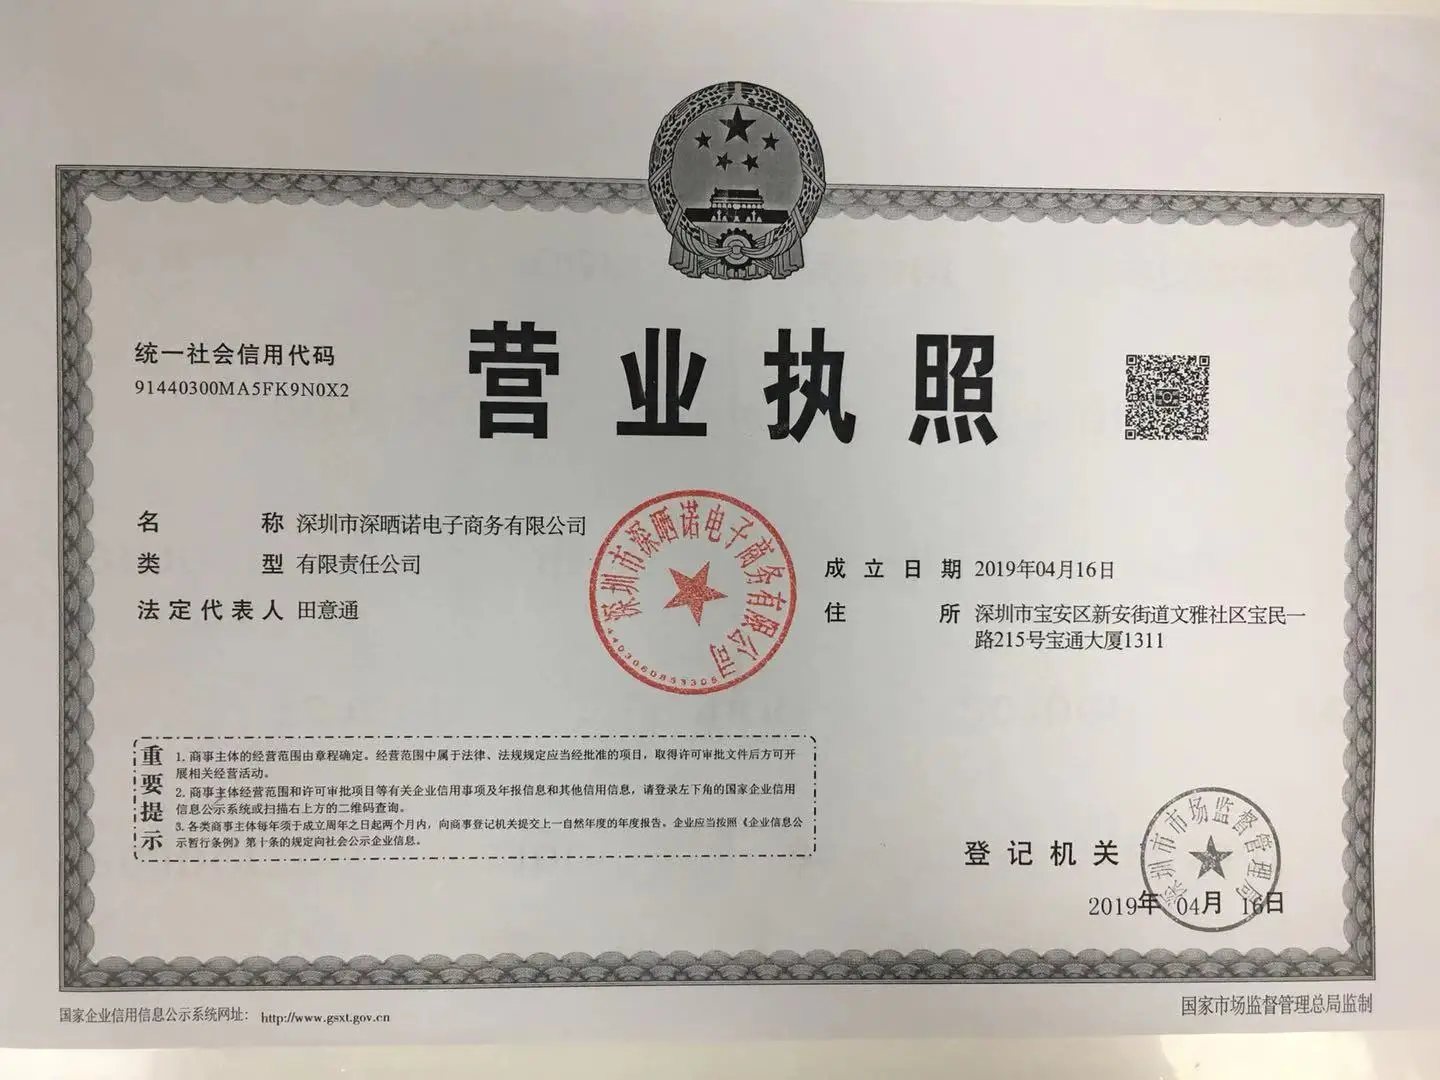 营业执照
统一社会信用代码
91440300MA5FK9N0X2
名称 深圳市深晒诺电子商务有限公司
类型 有限责任公司
法定代表人 田意通
深圳市深晒诺电子商务有限公司
4403060853305
成立日期 2019年04月16日
住所 深圳市宝安区新安街道文雅社区宝民一
路215号宝通大厦1311
重要提示
1. 商事主体的经营范围由章程确定。经营范围中属于法律、法规规定应当经批准的项目，取得许可审批文件后方可开
展相关经营活动。
2. 商事主体经营范围和许可审批项目等有关企业信用事项及年报信息和其他信用信息，请登录左下角的国家企业信用
信息公示系统或扫描右上方的二维码查询。
3. 各类商事主体每年须于成立周年之日起两个月内，向商事登记机关提交上一自然年度的年度报告。企业应当按照《企业信息公
示暂行条例》第十条的规定向社会公示企业信息。
登记机关
深圳市市场监督管理局
2019年 04月 16日
国家企业信用信息公示系统网址： http://www.gsxt.gov.cn
国家市场监督管理总局监制